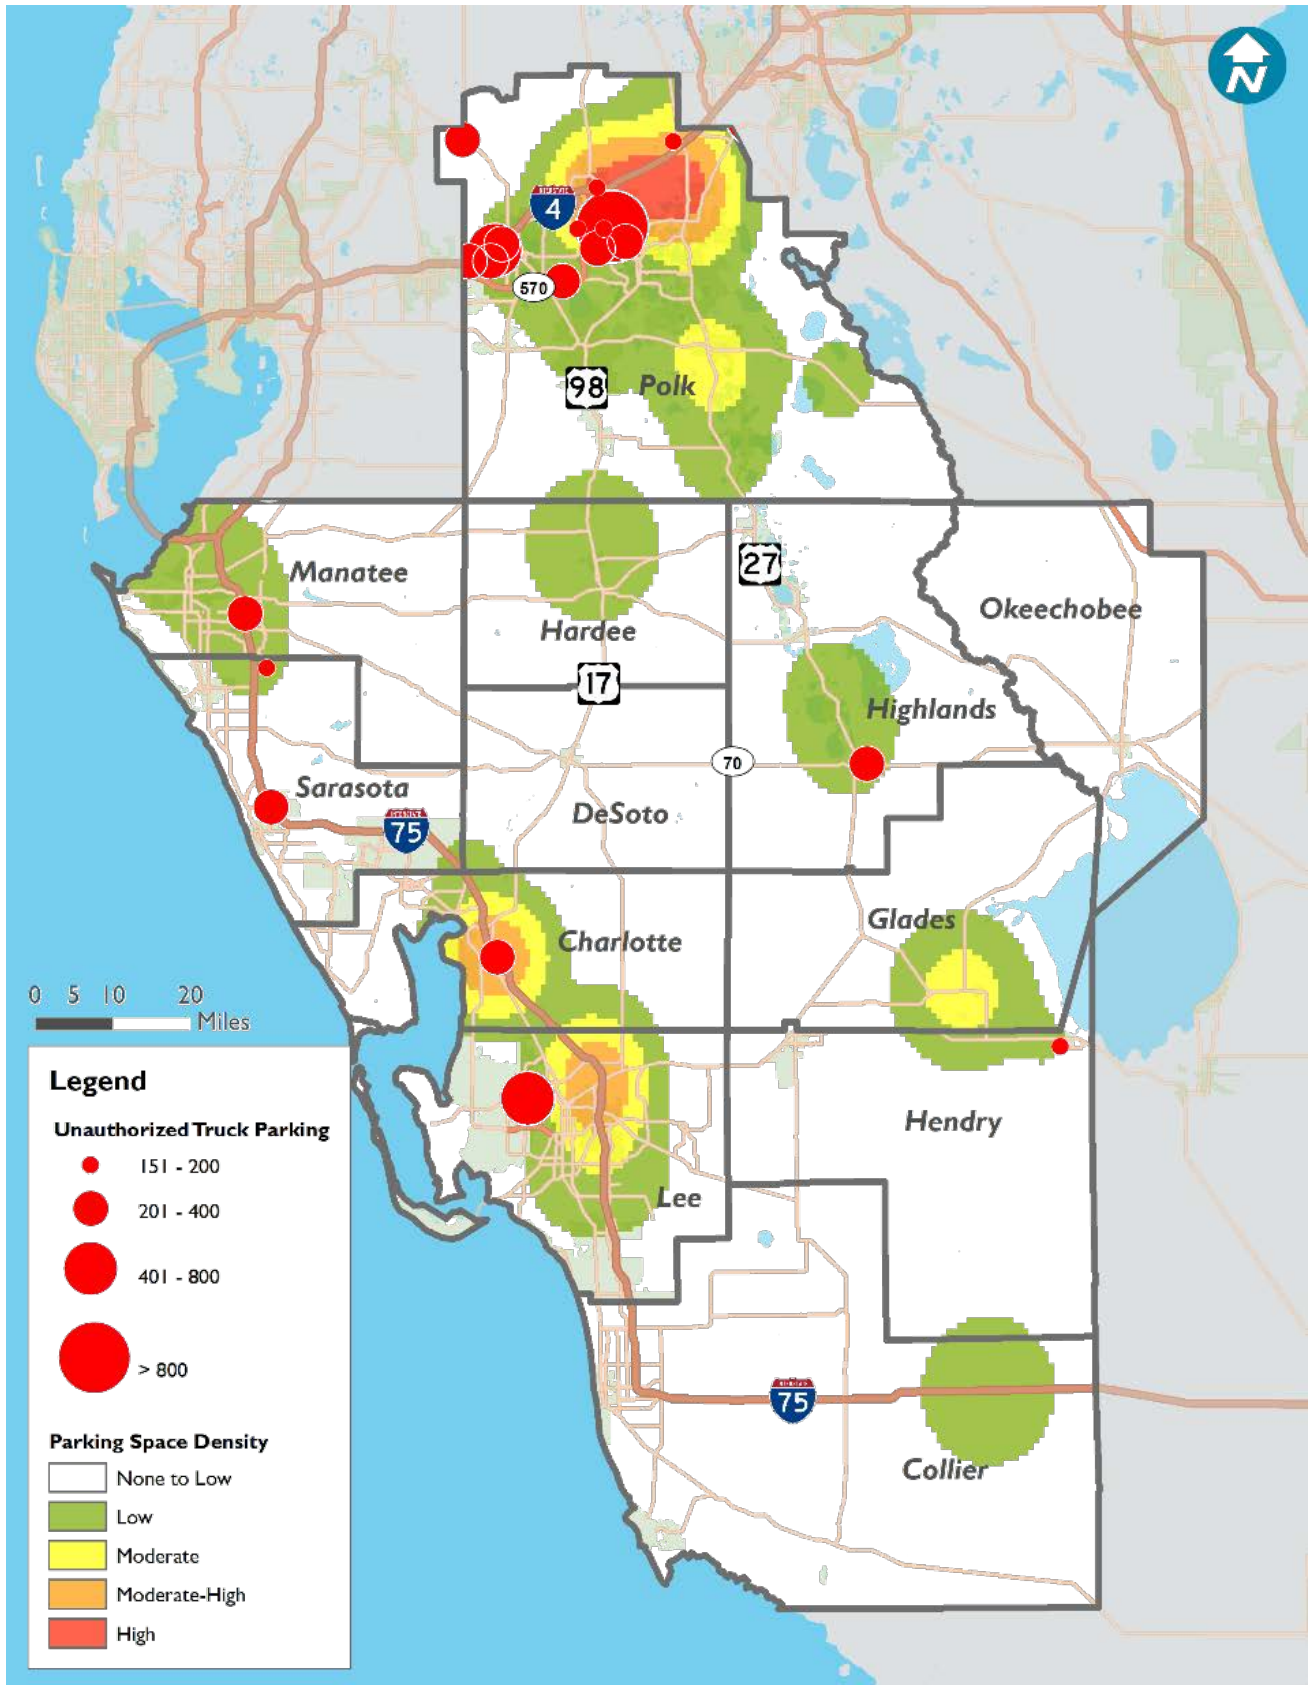 N
4
570
98
Polk
Manatee
27
Okeechobee
Hardee
17
Highlands
70
Sarasota
75
DeSoto
Glades
Charlotte
0 5 10 20
Miles
Legend
Unauthorized Truck Parking
151 - 200
201 - 400
401 - 800
> 800
Hendry
Lee
75
Collier
Parking Space Density
None to Low
Low
Moderate
Moderate-High
High